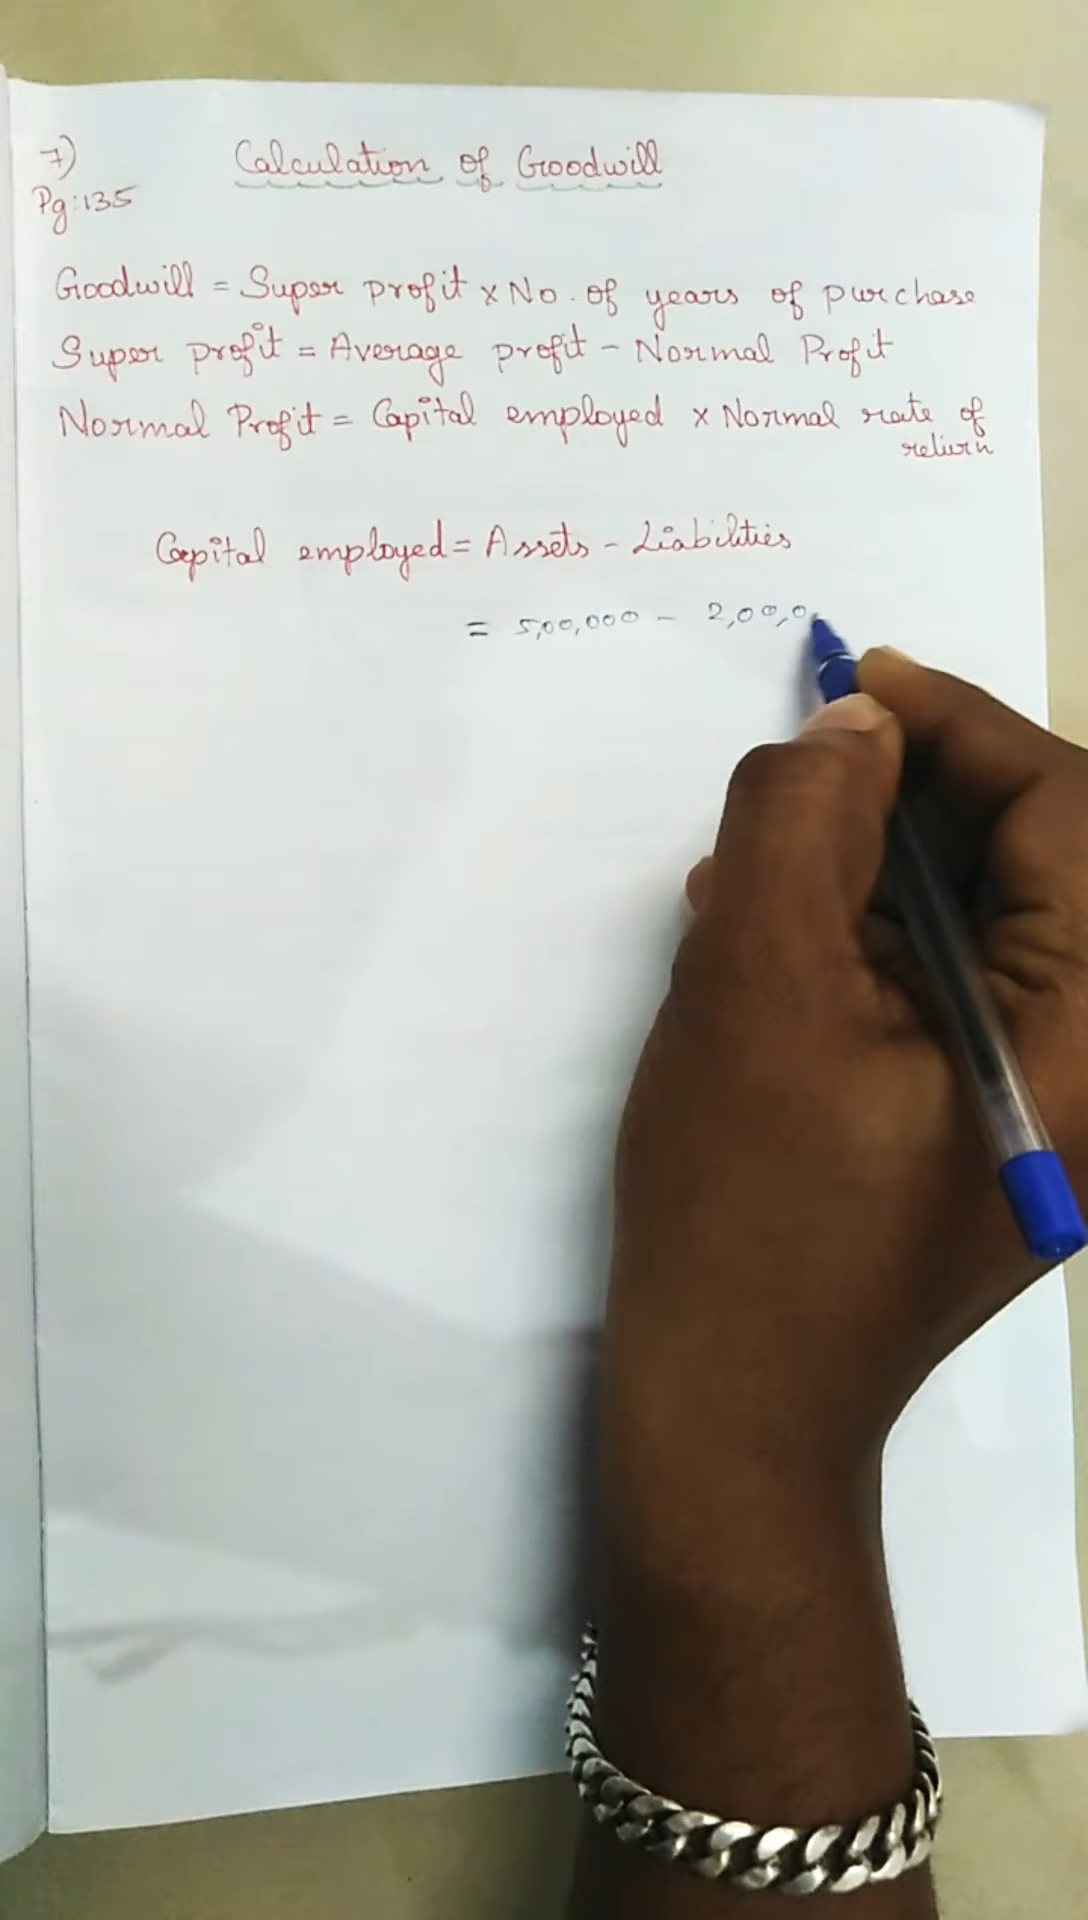 7) Calculation of Goodwill
Pg:135
Goodwill = Super profit x No. of years of purchase
Super profit = Average profit - Normal Profit
Normal Profit = Capital employed x Normal rate of
return
Capital employed = Assets - Liabilities
= 5,00,000 - 2,00,0